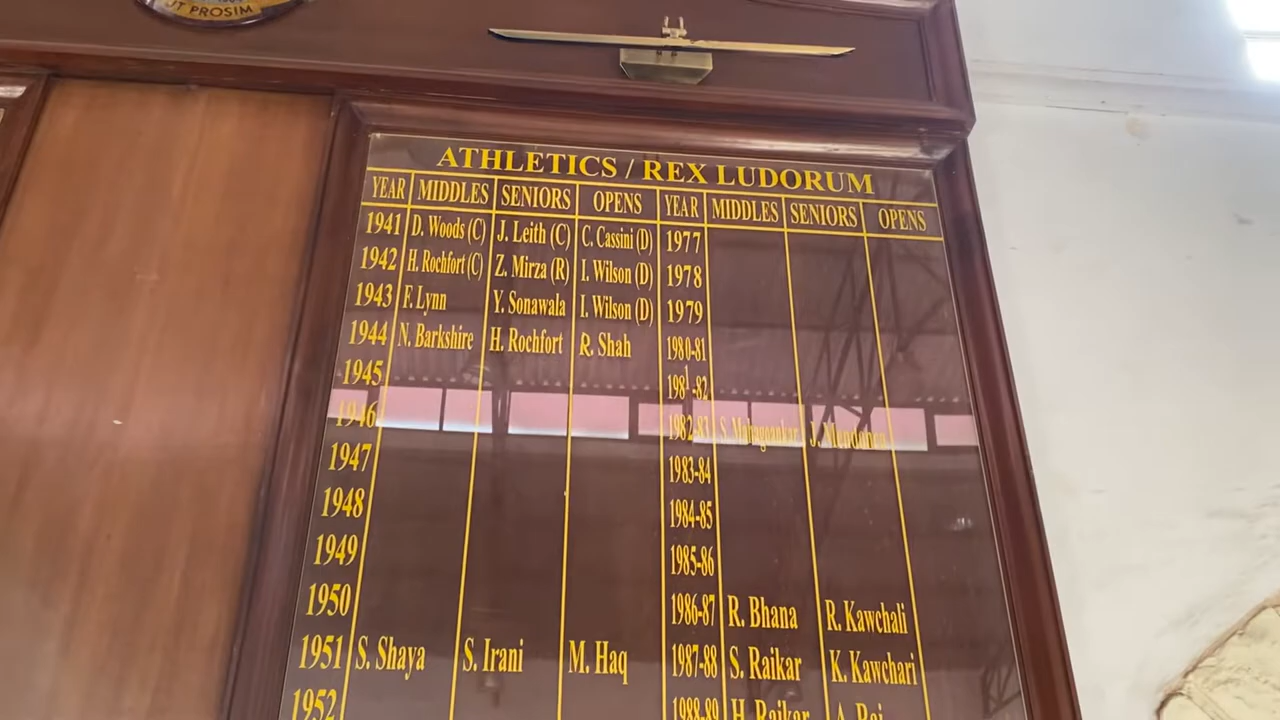 UT PROSIM
ATHLETICS / REX LUDORUM
YEAR MIDDLES SENIORS OPENS YEAR MIDDLES SENIORS OPENS
1941 D. Woods (C) J. Leith (C) C. Cassini (D) 1977
1942 H. Rochfort (C) Z. Mirza (R) I. Wilson (D) 1978
1943 F. Lynn Y. Sonawala I. Wilson (D) 1979
1944 N. Barkshire H. Rochfort R. Shah 1980-81
1945 1981-82
1946 1982-83 S. J.
1947 1983-84
1948 1984-85
1949 1985-86
1950 1986-87 R. Bhana R. Kawchali
1951 S. Shaya S. Irani M. Haq 1987-88 S. Raikar K. Kawchari
1952 1988-89 H. Raikar A.